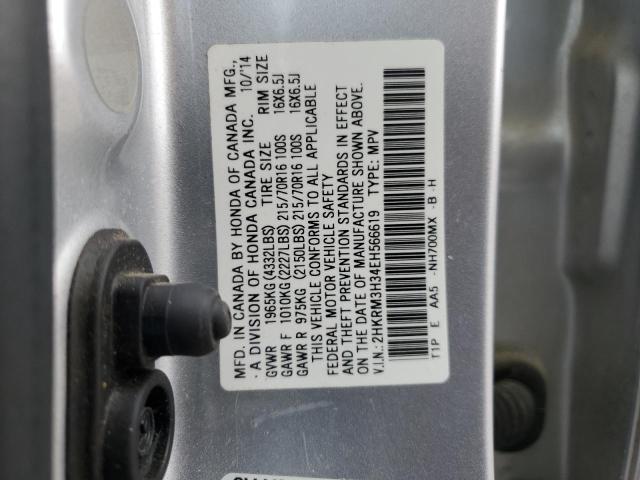 MFD. IN CANADA BY HONDA OF CANADA MFG.,
A DIVISION OF HONDA CANADA INC. 10/'14
GVWR 1965KG (4332LBS) TIRE SIZE RIM SIZE
GAWR F 1010KG (2227LBS) 215/70R16 100S 16X6.5J
GAWR R 975KG (2150LBS) 215/70R16 100S 16X6.5J
THIS VEHICLE CONFORMS TO ALL APPLICABLE
FEDERAL MOTOR VEHICLE SAFETY
AND THEFT PREVENTION STANDARDS IN EFFECT
ON THE DATE OF MANUFACTURE SHOWN ABOVE.
V.I.N.: 2HKRM3H34EH566619 TYPE: MPV
T1P E AA5 -NH700MX -B -H